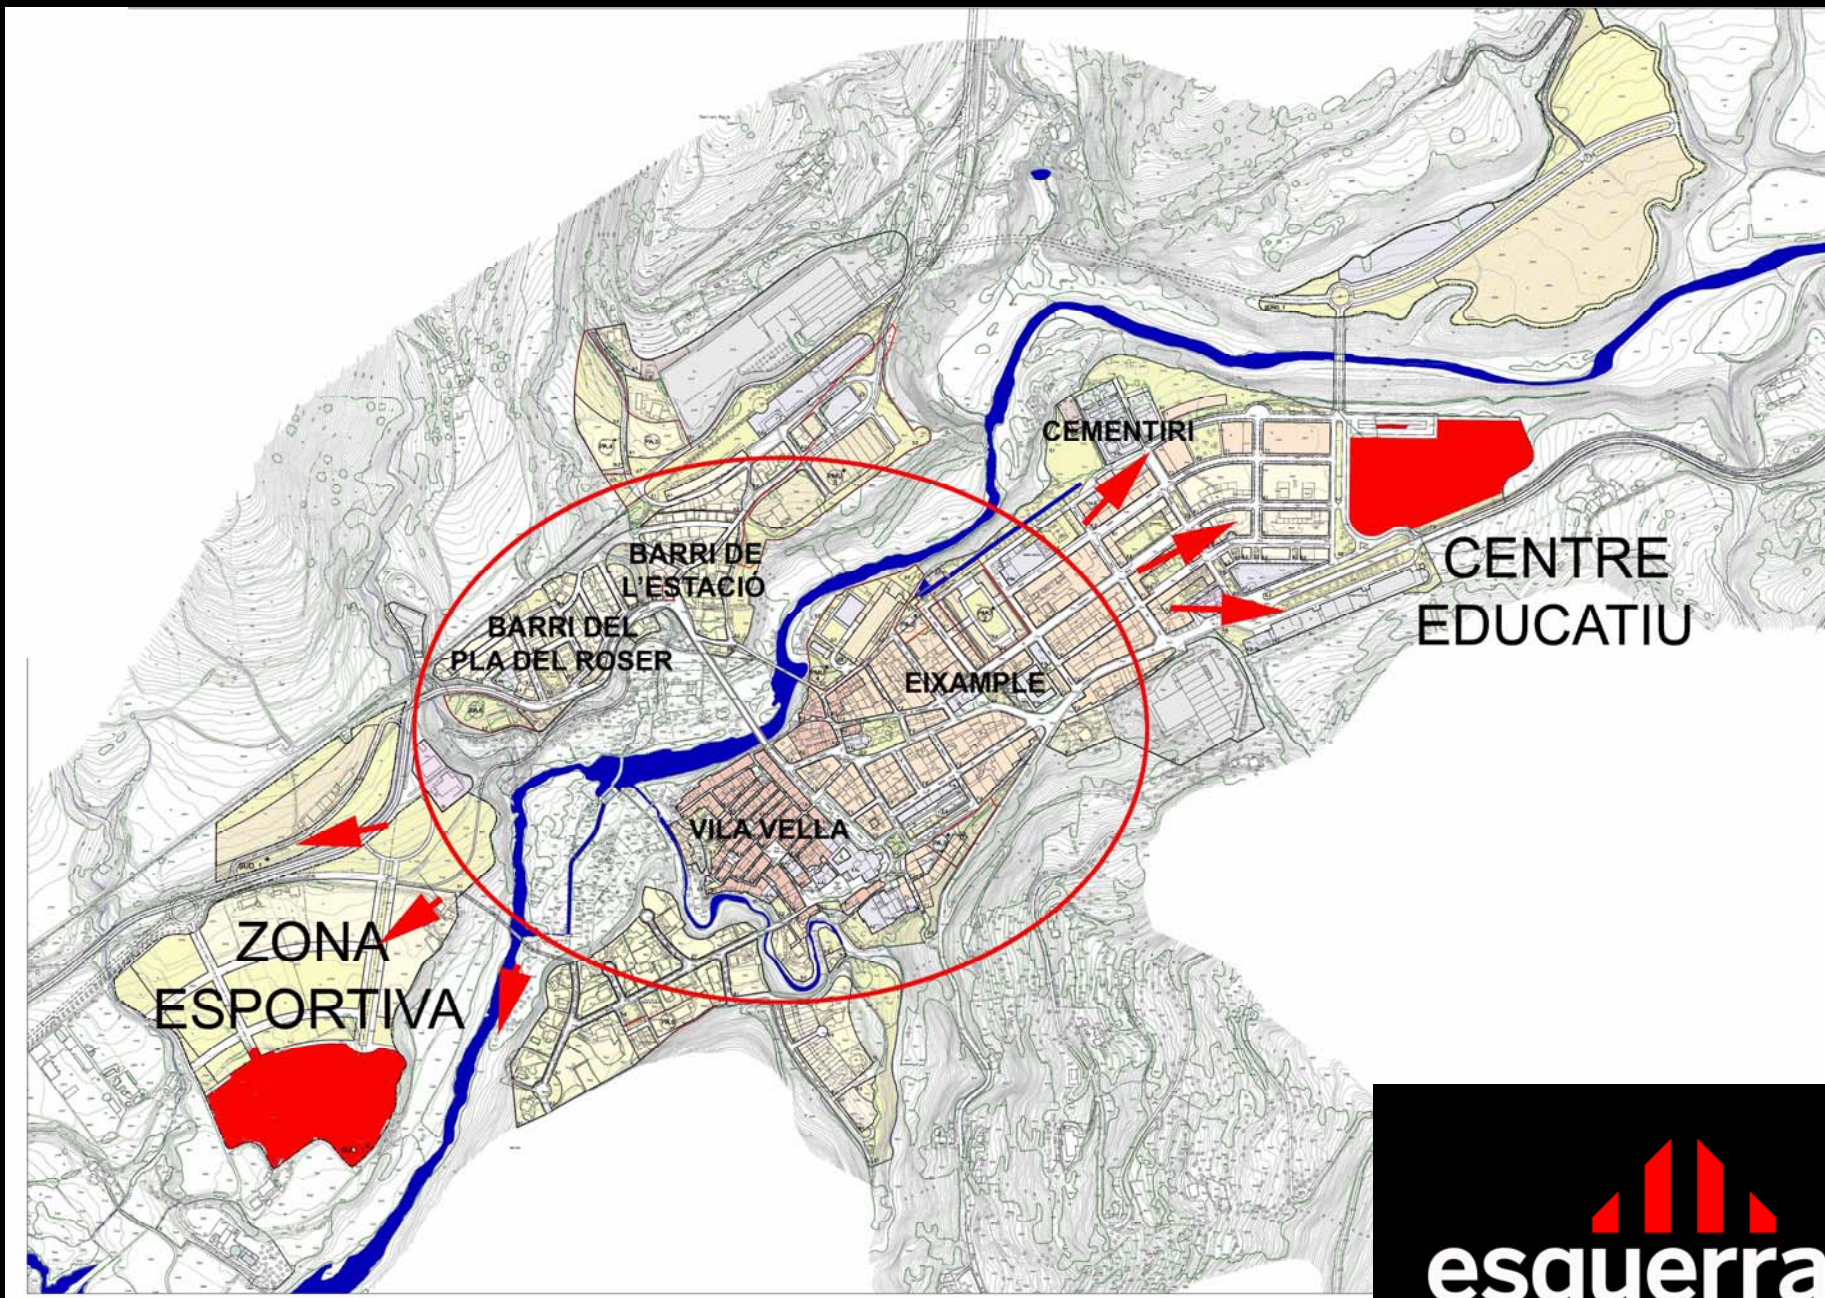 CEMENTIRI
BARRI DE
L'ESTACIÓ
CENTRE
EDUCATIU
BARRI DEL
PLA DEL ROSER
EIXAMPLE
VILA VELLA
ZONA
ESPORTIVA
esquerra